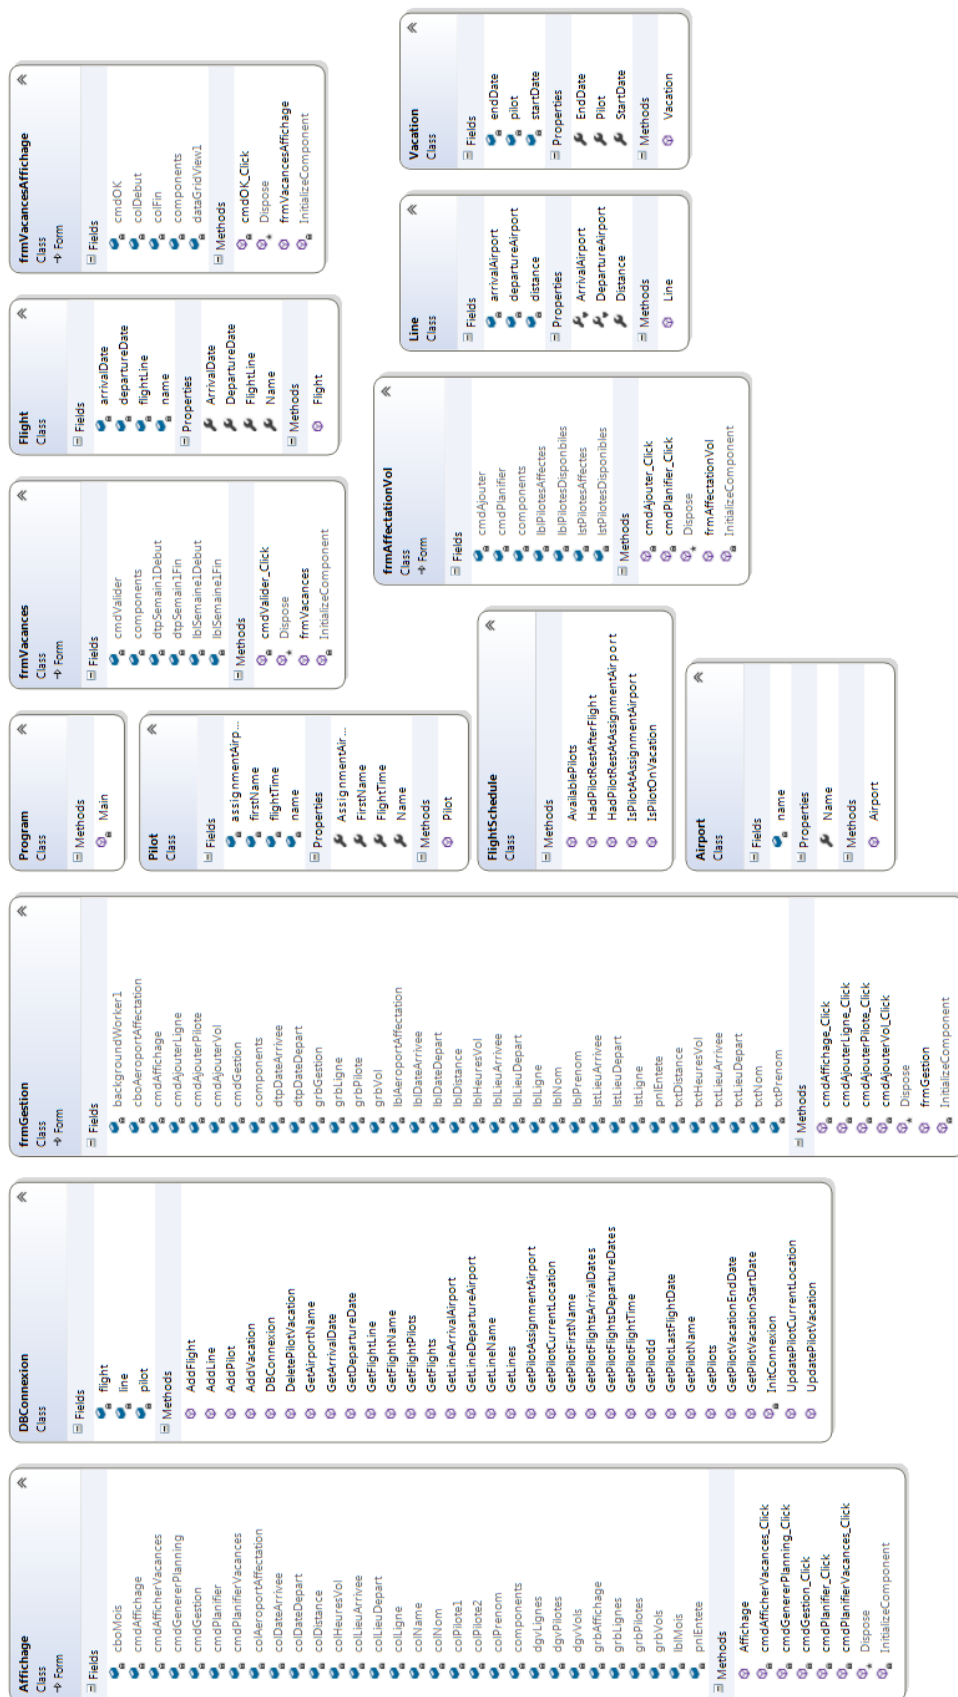 Affichage
Class
Form
Fields
cboMois
cmdAffichage
cmdAfficherVacances
cmdGenererPlanning
cmdGestion
cmdPlanifier
cmdPlanifierVacances
colAeroportAffectation
colDateArrivee
colDateDepart
colDistance
colHeuresVol
colLieuArrivee
colLieuDepart
colLigne
colName
colNom
colPilote1
colPilote2
colPrenom
components
dgvLignes
dgvPilotes
dgvVols
grbAffichage
grbLignes
grbPilotes
grbVols
lblMois
pnlEntete
Methods
Affichage
cmdAfficherVacances_Click
cmdGenererPlanning_Click
cmdGestion_Click
cmdPlanifier_Click
cmdPlanifierVacances_Click
Dispose
InitializeComponent
DBConnexion
Class
Fields
flight
line
pilot
Methods
AddFlight
AddLine
AddPilot
AddVacation
DBConnexion
DeletePilotVacation
GetAirportName
GetArrivalDate
GetDepartureDate
GetFlightLine
GetFlightName
GetFlightPilots
GetFlights
GetLineArrivalAirport
GetLineDepartureAirport
GetLineName
GetLines
GetPilotAssignmentAirport
GetPilotCurrentLocation
GetPilotFirstName
GetPilotFlightsArrivalDates
GetPilotFlightsDepartureDates
GetPilotFlightTime
GetPilotId
GetPilotLastFlightDate
GetPilotName
GetPilots
GetPilotVacationEndDate
GetPilotVacationStartDate
InitConnexion
UpdatePilotCurrentLocation
UpdatePilotVacation
frmGestion
Class
Form
Fields
backgroundWorker1
cboAeroportAffectation
cmdAffichage
cmdAjouterLigne
cmdAjouterPilote
cmdAjouterVol
cmdGestion
components
dtpDateArrivee
dtpDateDepart
grbGestion
grbLigne
grbPilote
grbVol
lblAeroportAffectation
lblDateArrivee
lblDateDepart
lblDistance
lblHeuresVol
lblLieuArrivee
lblLieuDepart
lblLigne
lblNom
lblPrenom
lstLieuArrivee
lstLieuDepart
lstLigne
pnlEntete
txtDistance
txtHeuresVol
txtLieuArrivee
txtLieuDepart
txtNom
txtPrenom
Methods
cmdAffichage_Click
cmdAjouterLigne_Click
cmdAjouterPilote_Click
cmdAjouterVol_Click
Dispose
frmGestion
InitializeComponent
Program
Class
Methods
Main
Pilot
Class
Fields
assignmentAirp...
firstName
flightTime
name
Properties
AssignmentAir...
FirstName
FlightTime
Name
Methods
Pilot
FlightSchedule
Class
Methods
AvailablePilots
HadPilotRestAfterFlight
HadPilotRestAtAssignmentAirport
IsPilotAtAssignmentAirport
IsPilotOnVacation
Airport
Class
Fields
name
Properties
Name
Methods
Airport
frmVacances
Class
Form
Fields
cmdValider
components
dtpSemain1Debut
dtpSemain1Fin
lblSemaine1Debut
lblSemaine1Fin
Methods
cmdValider_Click
Dispose
frmVacances
InitializeComponent
frmAffectationVol
Class
Form
Fields
cmdAjouter
cmdPlanifier
components
lblPilotesAffectes
lblPilotesDisponbiles
lstPilotesAffectes
lstPilotesDisponibles
Methods
cmdAjouter_Click
cmdPlanifier_Click
Dispose
frmAffectationVol
InitializeComponent
Flight
Class
Fields
arrivalDate
departureDate
flightLine
name
Properties
ArrivalDate
DepartureDate
FlightLine
Name
Methods
Flight
Line
Class
Fields
arrivalAirport
departureAirport
distance
Properties
ArrivalAirport
DepartureAirport
Distance
Methods
Line
frmVacancesAffichage
Class
Form
Fields
cmdOK
colDebut
colFin
components
dataGridView1
Methods
cmdOK_Click
Dispose
frmVacancesAffichage
InitializeComponent
Vacation
Class
Fields
endDate
pilot
startDate
Properties
EndDate
Pilot
StartDate
Methods
Vacation